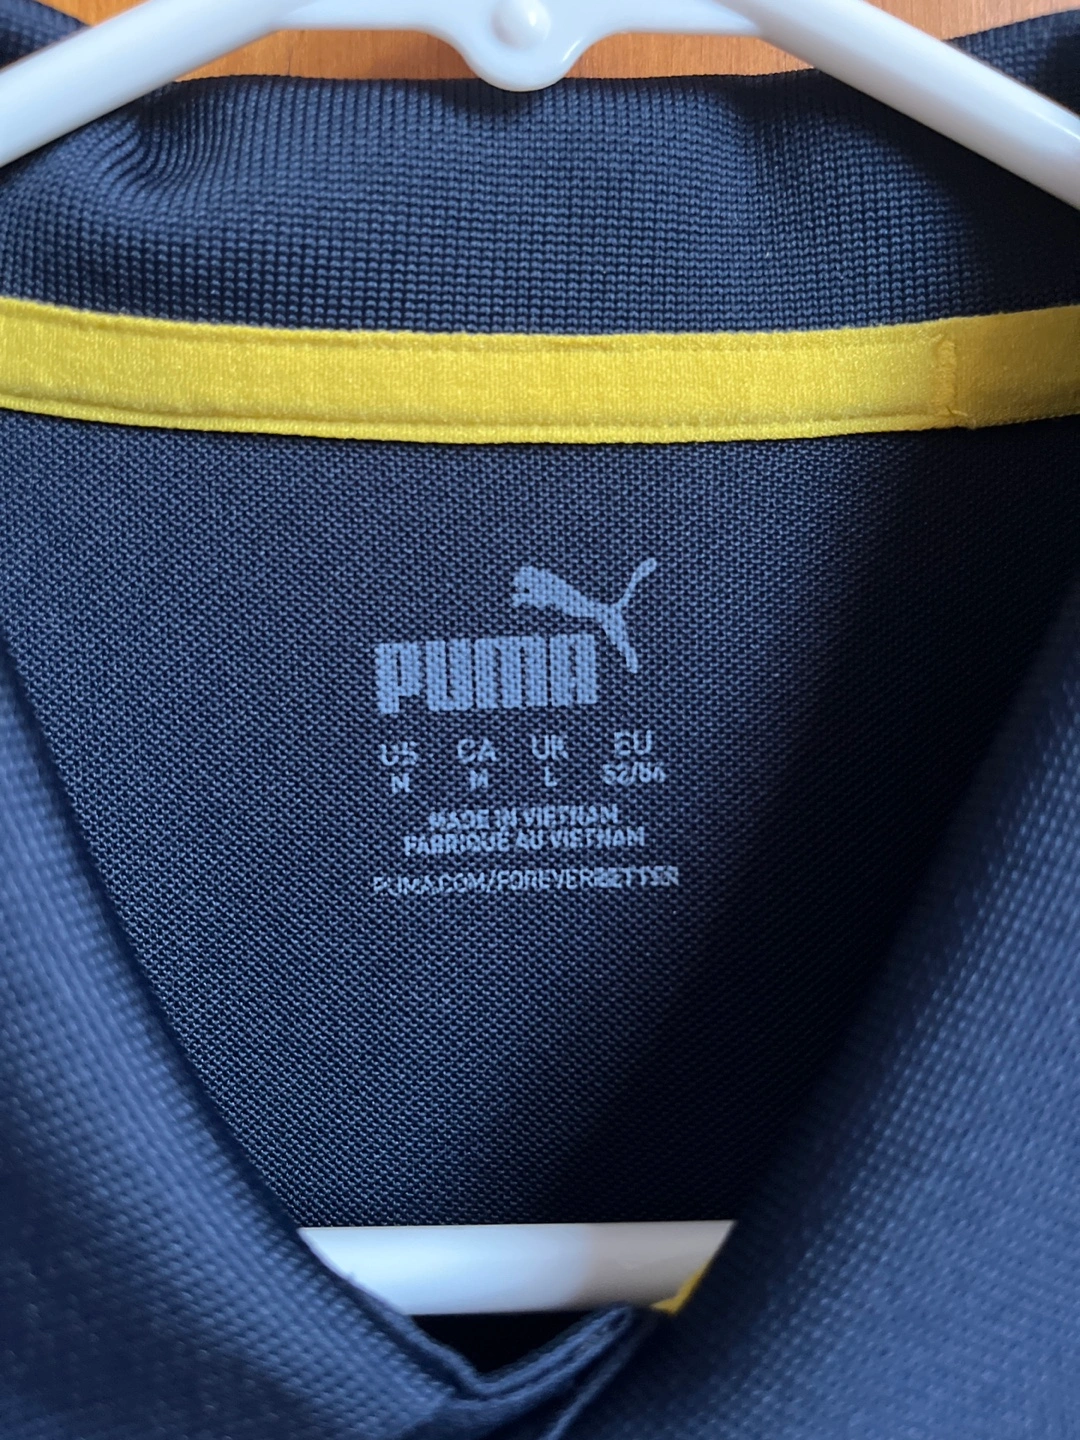 PUMA
US CA UK EU
M M L 52/54
MADE IN VIETNAM
FABRIQUÉ AU VIETNAM
PUMA.COM/FOREVERBETTER